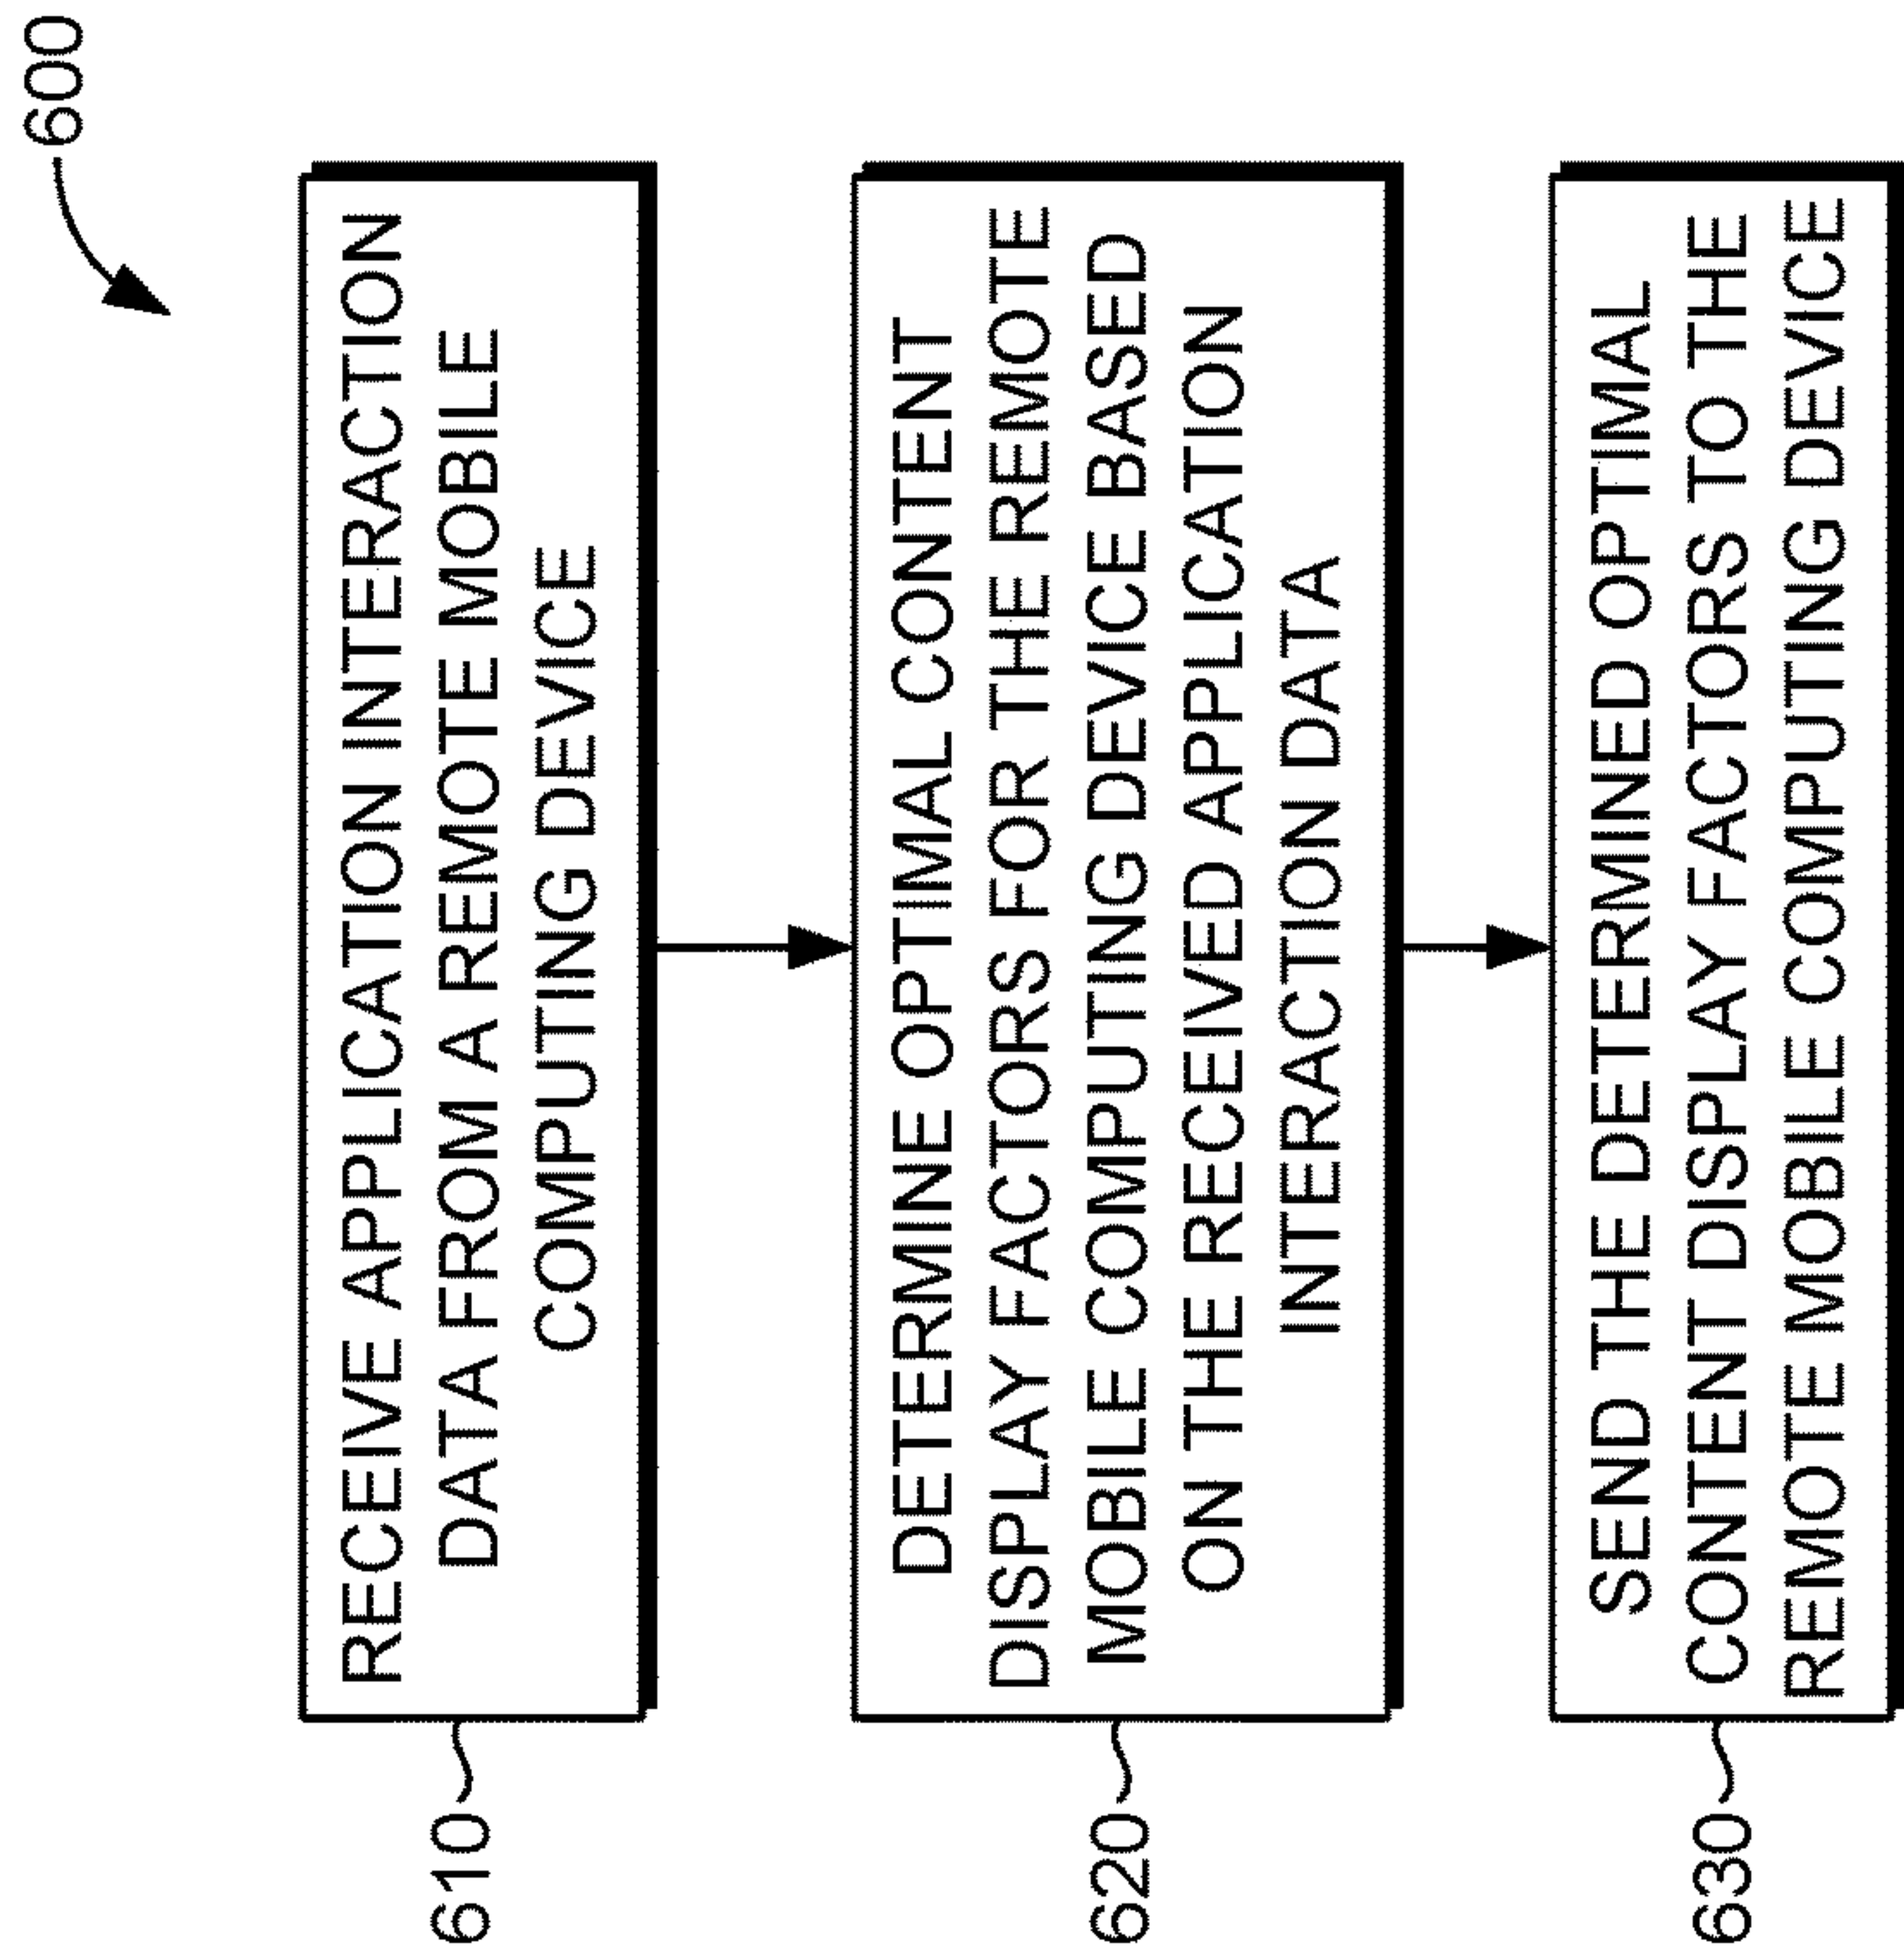 600
610
RECEIVE APPLICATION INTERACTION
DATA FROM A REMOTE MOBILE
COMPUTING DEVICE
620
DETERMINE OPTIMAL CONTENT
DISPLAY FACTORS FOR THE REMOTE
MOBILE COMPUTING DEVICE BASED
ON THE RECEIVED APPLICATION
INTERACTION DATA
630
SEND THE DETERMINED OPTIMAL
CONTENT DISPLAY FACTORS TO THE
REMOTE MOBILE COMPUTING DEVICE